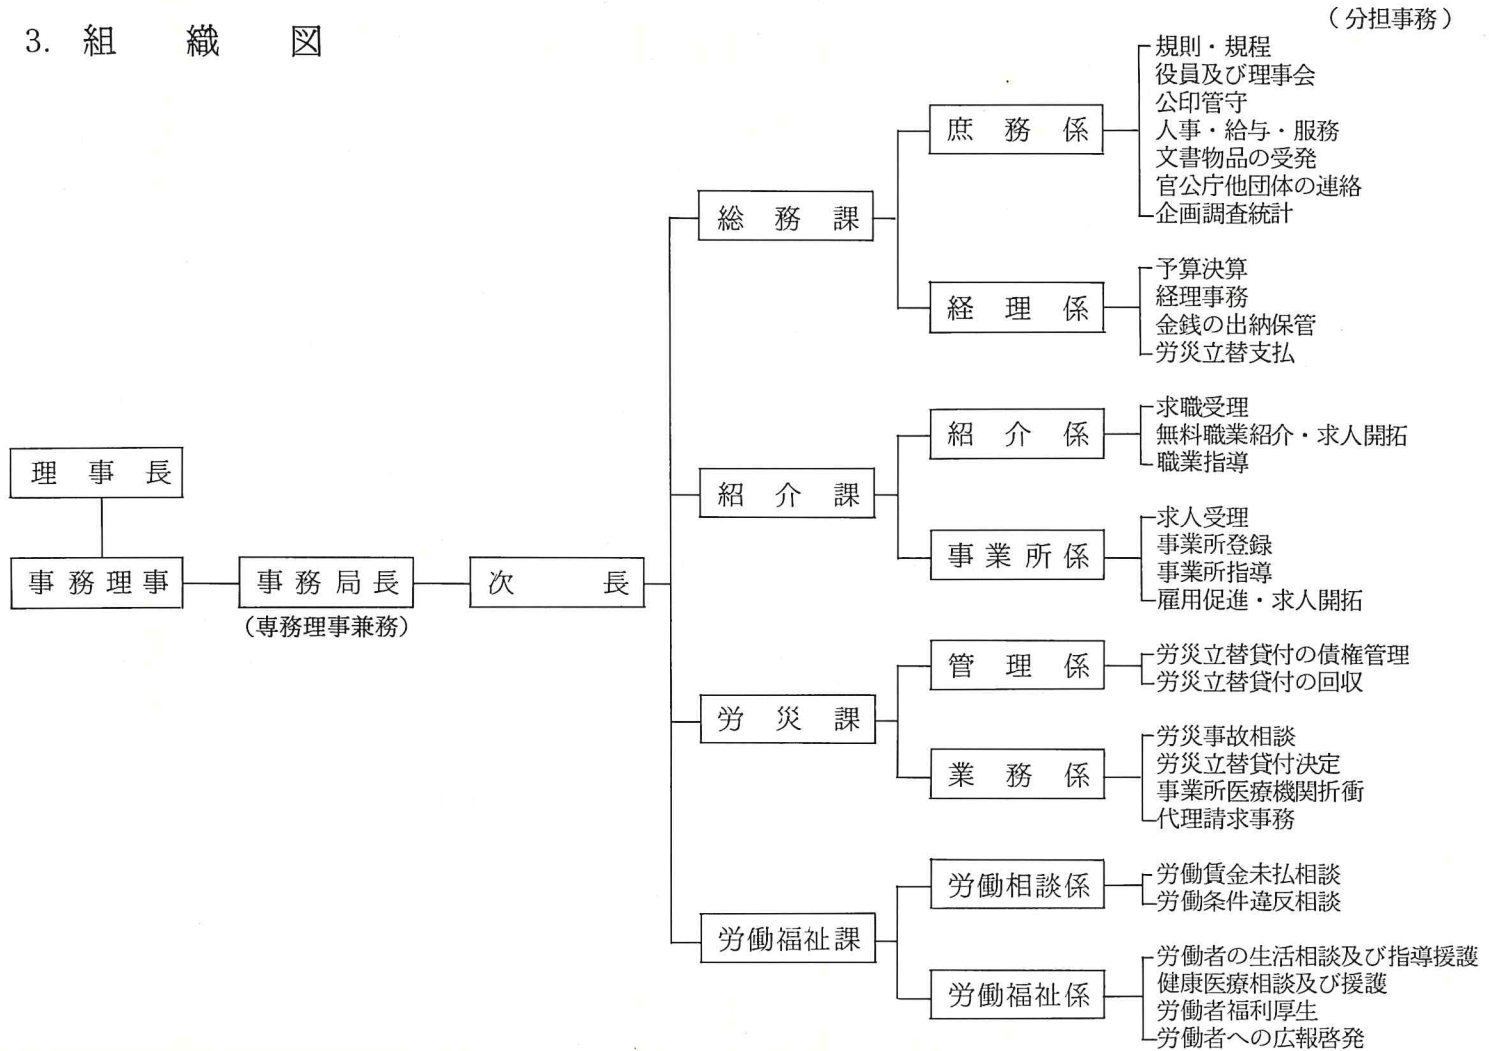 3. 組織図
(分担事務)
理事長
事務理事
事務局長
(専務理事兼務)
次長
総務課
庶務係
規則・規程
役員及び理事会
公印管守
人事・給与・服務
文書物品の受発
官公庁他団体の連絡
企画調査統計
経理係
予算決算
経理事務
金銭の出納保管
労災立替支払
紹介課
紹介係
求職受理
無料職業紹介・求人開拓
職業指導
事業所係
求人受理
事業所登録
事業所指導
雇用促進・求人開拓
労災課
管理係
労災立替貸付の債権管理
労災立替貸付の回収
業務係
労災事故相談
労災立替貸付決定
事業所医療機関折衝
代理請求事務
労働福祉課
労働相談係
労働賃金未払相談
労働条件違反相談
労働福祉係
労働者の生活相談及び指導援護
健康医療相談及び援護
労働者福利厚生
労働者への広報啓発